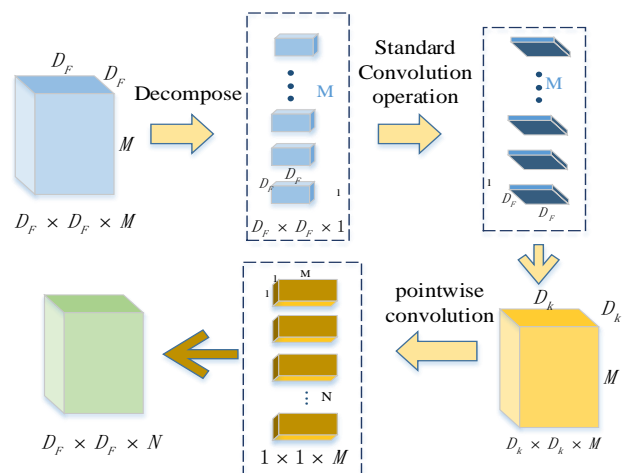 D_F
D_F
M
D_F × D_F × M
Decompose
M
D_F
D_F
1
D_F × D_F × 1
Standard
Convolution
operation
M
1
D_F
D_F
D_k
D_k
M
D_k × D_k × M
pointwise
convolution
1
M
1
N
1 × 1 × M
D_F × D_F × N